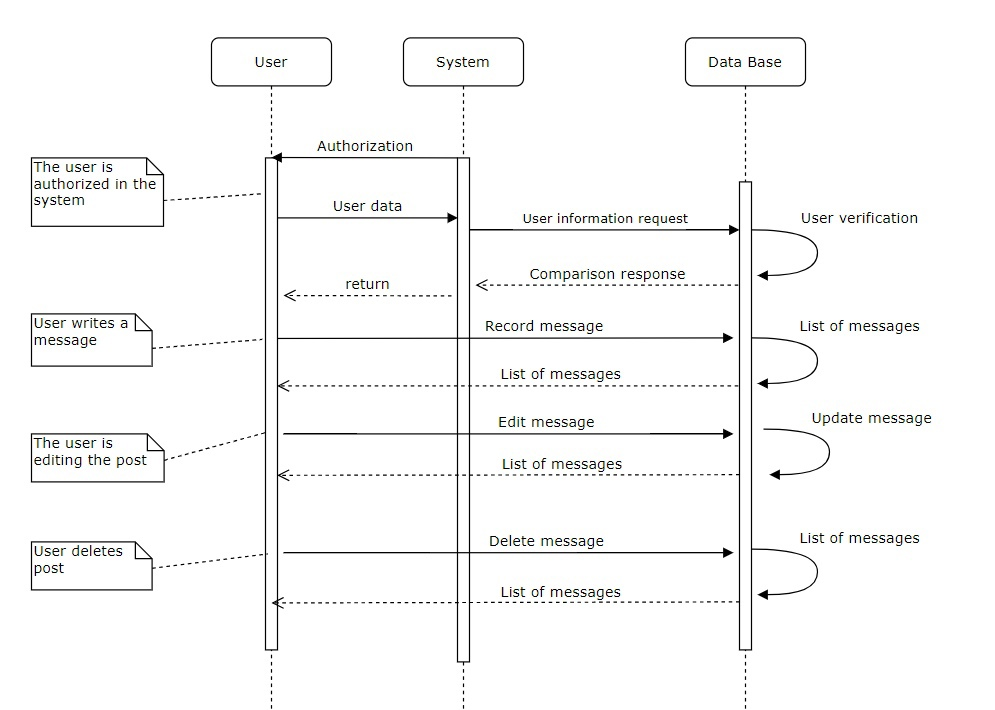 User
System
Data Base
Authorization
The user is
authorized in the
system
User data
User information request
User verification
Comparison response
return
User writes a
message
Record message
List of messages
List of messages
Edit message
Update message
The user is
editing the post
List of messages
Delete message
List of messages
User deletes
post
List of messages